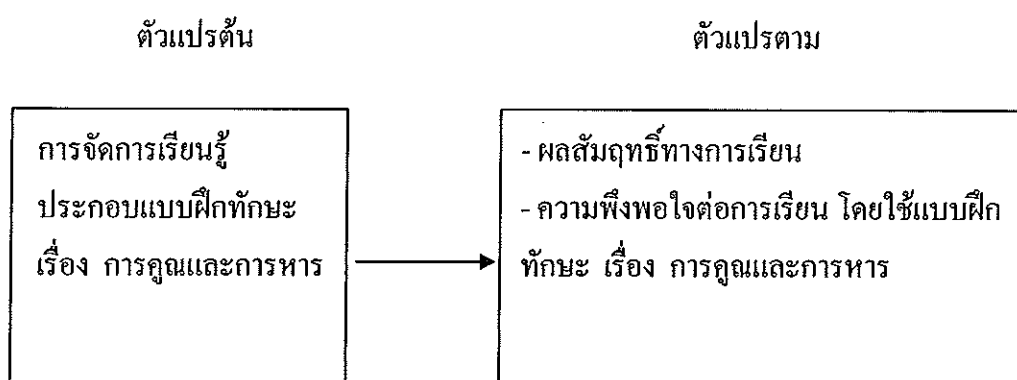 ตัวแปรต้น
ตัวแปรตาม
การจัดการเรียนรู้
ประกอบแบบฝึกทักษะ
เรื่อง การคูณและการหาร
- ผลสัมฤทธิ์ทางการเรียน
- ความพึงพอใจต่อการเรียน โดยใช้แบบฝึก
ทักษะ เรื่อง การคูณและการหาร